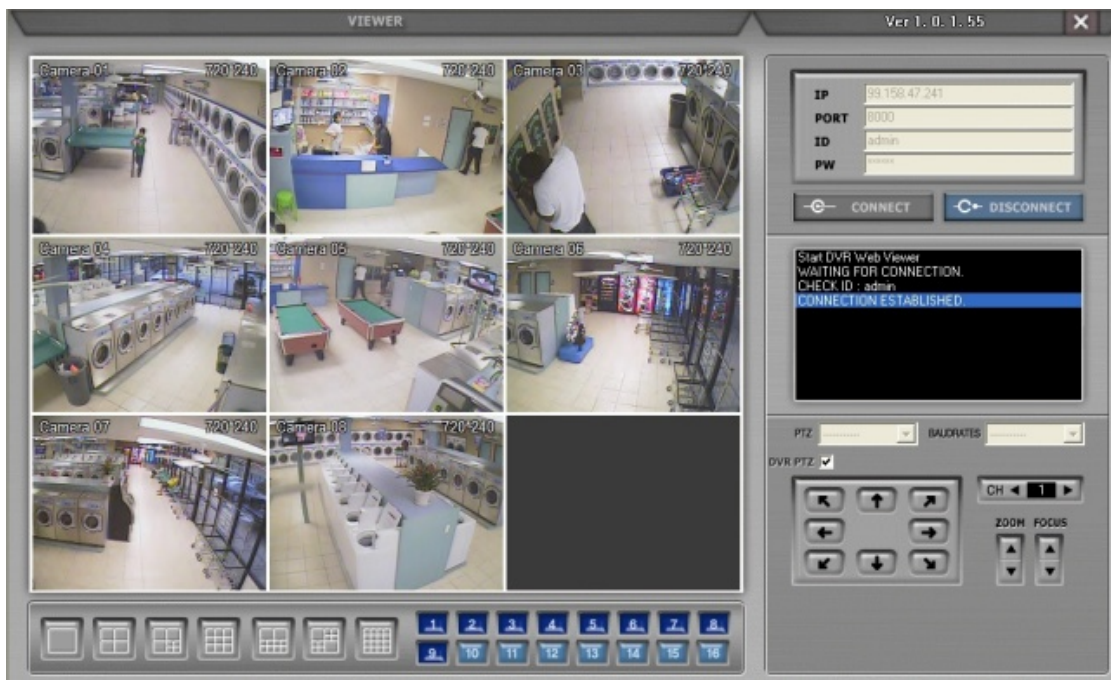 VIEWER
Ver 1. 0. 1. 55
Camera 01 720*240
Camera 02 720*240
Camera 03 720*240
Camera 04 720*240
Camera 05 720*240
Camera 06 720*240
Camera 07 720*240
Camera 08 720*240
IP 99.158.47.241
PORT 8000
ID admin
PW ******
CONNECT DISCONNECT
Start DVR Web Viewer
WAITING FOR CONNECTION.
CHECK ID : admin
CONNECTION ESTABLISHED.
PTZ BAUDRATES
DVR PTZ
CH 1
ZOOM FOCUS
1 2 3 4 5 6 7 8
9 10 11 12 13 14 15 16